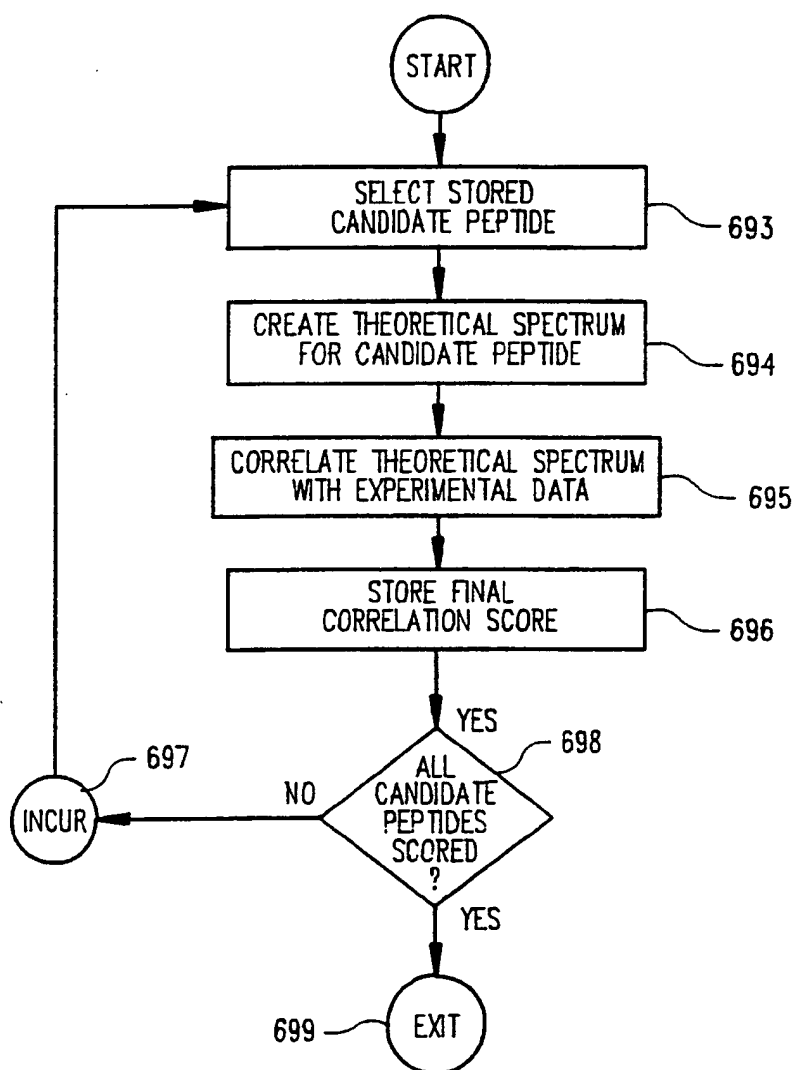 START
SELECT STORED
CANDIDATE PEPTIDE
693
CREATE THEORETICAL SPECTRUM
FOR CANDIDATE PEPTIDE
694
CORRELATE THEORETICAL SPECTRUM
WITH EXPERIMENTAL DATA
695
STORE FINAL
CORRELATION SCORE
696
YES
698
ALL
CANDIDATE
PEPTIDES
SCORED
?
NO
697
INCUR
YES
699
EXIT